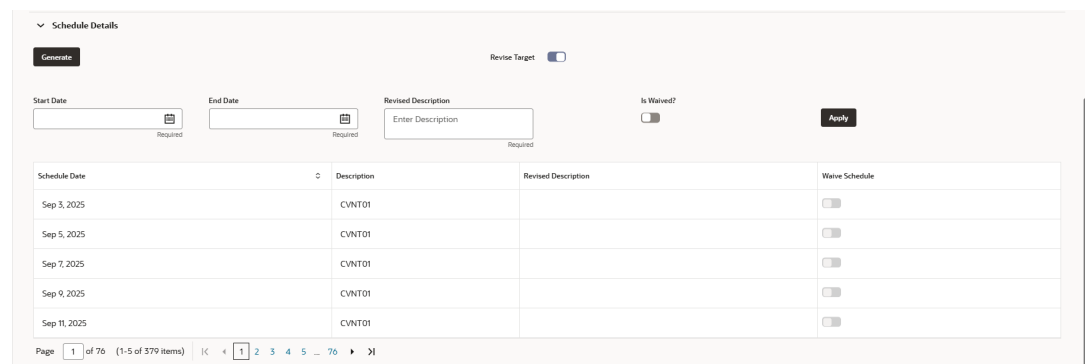 Schedule Details
Generate
Revise Target
Start Date End Date Revised Description Is Waived?
Enter Description
Apply
Required Required Required
Schedule Date Description Revised Description Waive Schedule
Sep 3, 2025 CVNT01
Sep 5, 2025 CVNT01
Sep 7, 2025 CVNT01
Sep 9, 2025 CVNT01
Sep 11, 2025 CVNT01
Page 1 of 76 (1-5 of 379 items) 1 2 3 4 5 ... 76